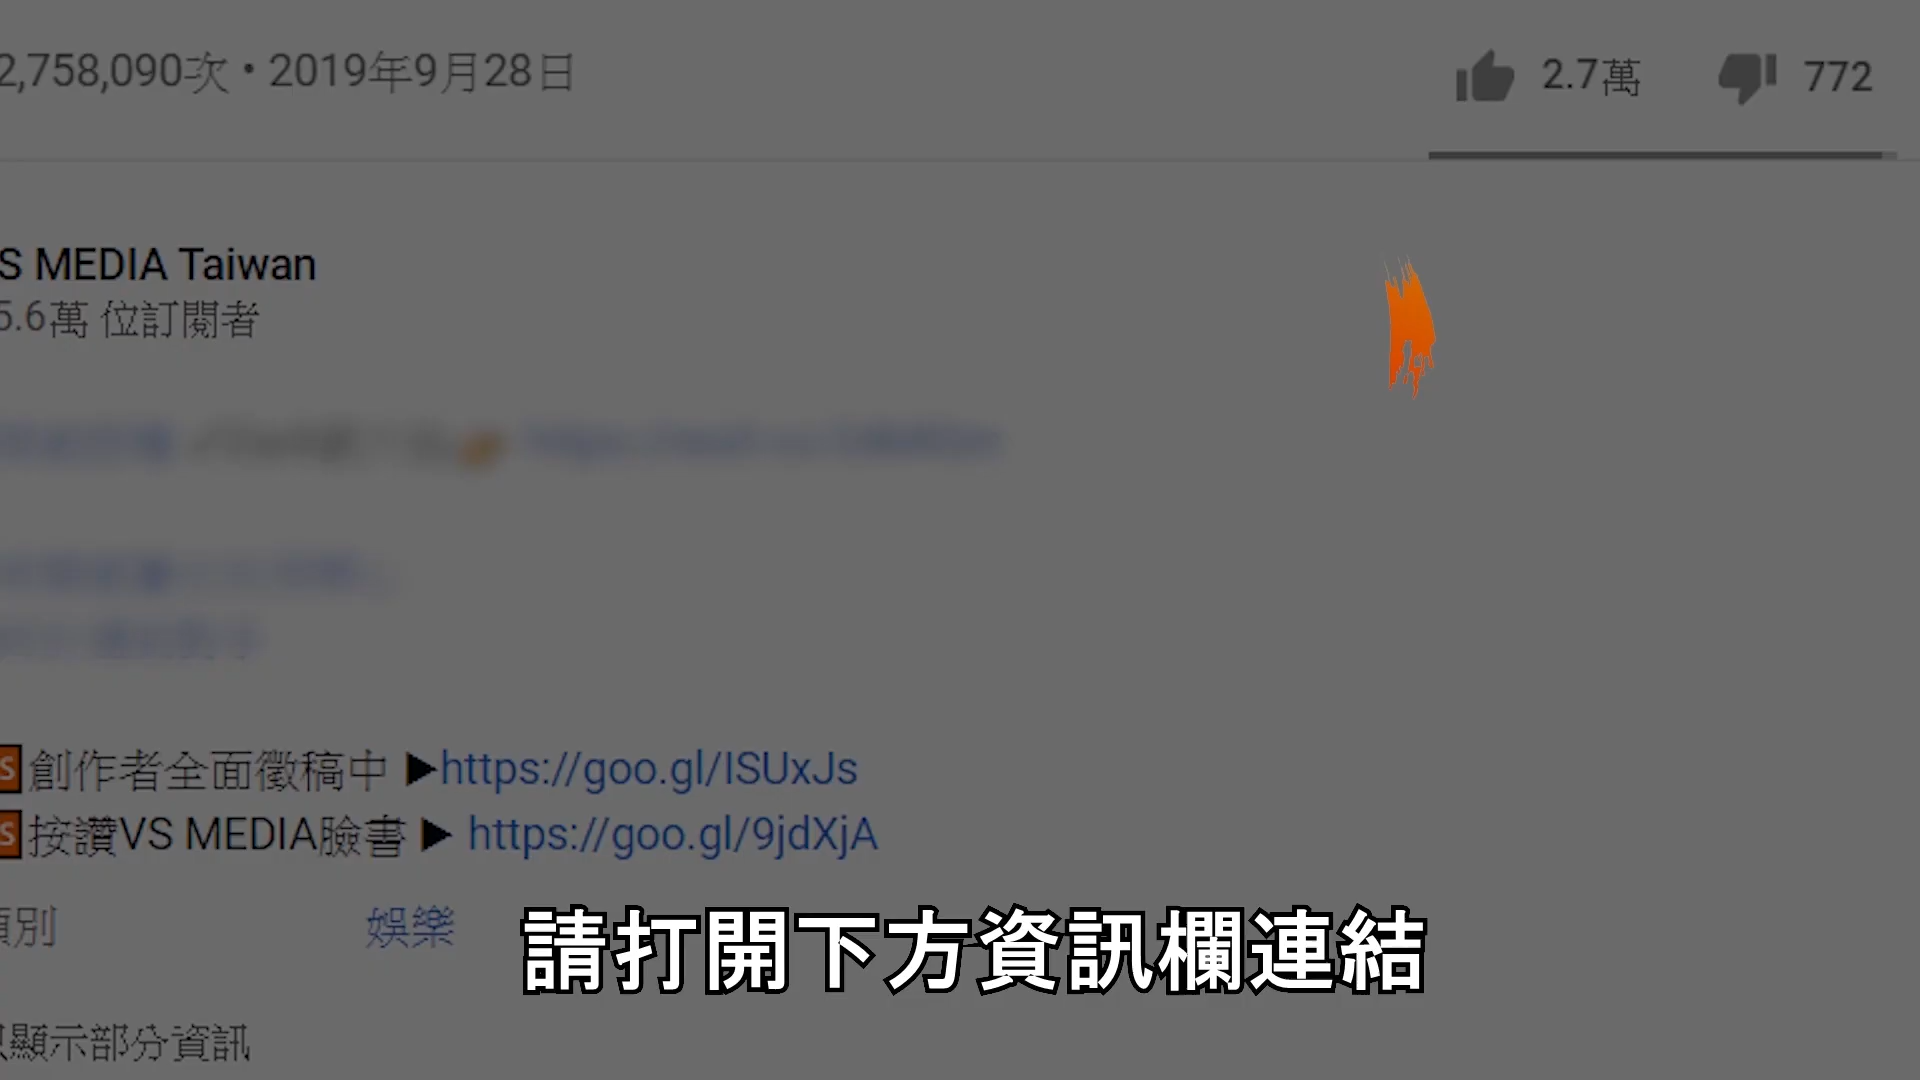 2,758,090次 • 2019年9月28日
2.7萬
772
S MEDIA Taiwan
5.6萬 位訂閱者
創作者全面徵稿中 ▶https://goo.gl/ISUxJs
按讚VS MEDIA臉書 ▶ https://goo.gl/9jdXjA
類別
娛樂
請打開下方資訊欄連結
只顯示部分資訊